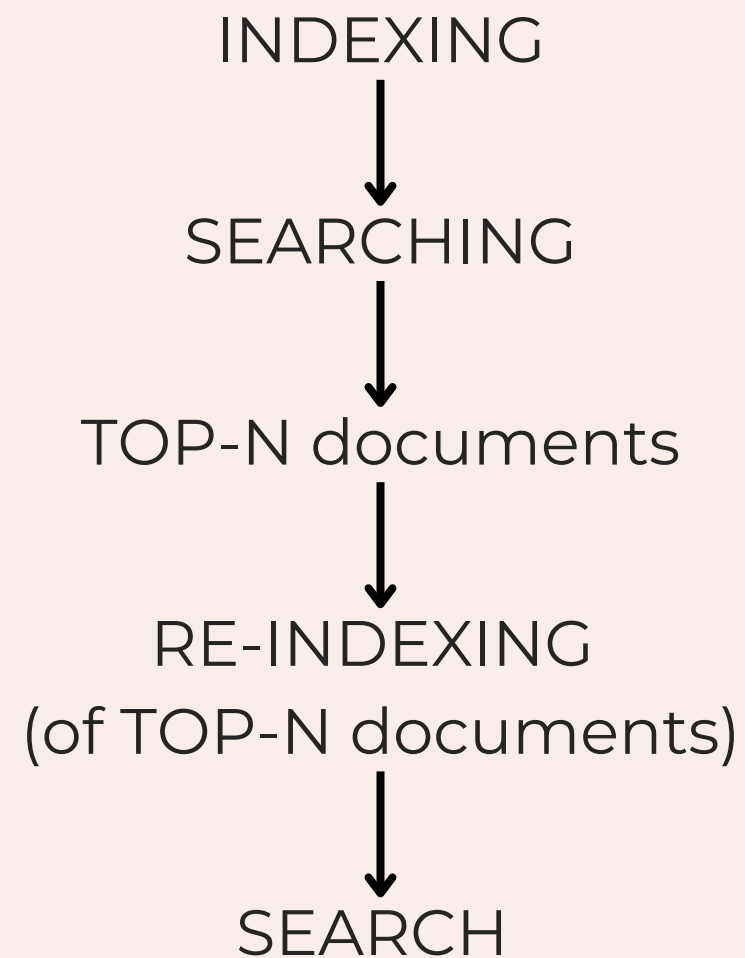 INDEXING
SEARCHING
TOP-N documents
RE-INDEXING
(of TOP-N documents)
SEARCH